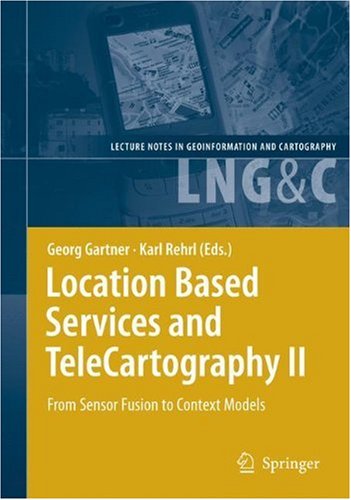 LECTURE NOTES IN GEOINFORMATION AND CARTOGRAPHY
LNG&C
Georg Gartner · Karl Rehrl (Eds.)
Location Based
Services and
TeleCartography II
From Sensor Fusion to Context Models
Springer